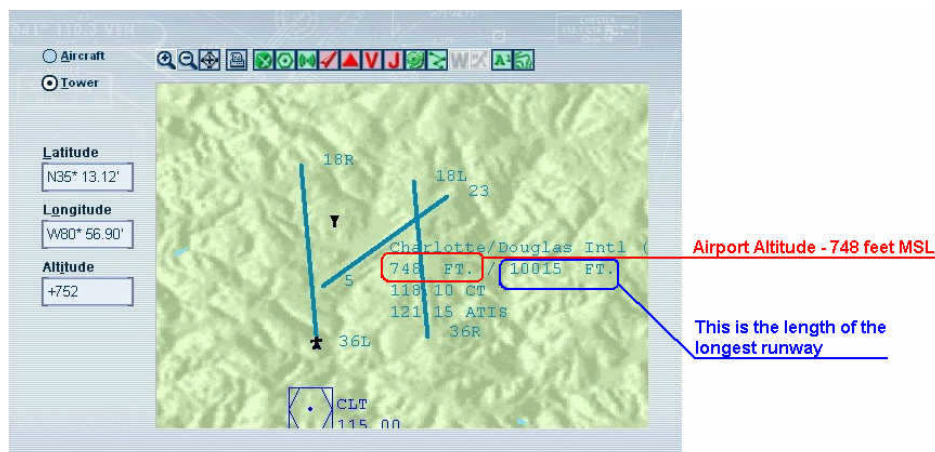 Aircraft
Tower
Latitude
N35* 13.12'
Longitude
W80* 56.90'
Altitude
+752
V J W A
18R
18L
23
Charlotte/Douglas Intl (
748 FT. / 10015 FT.
118 10 CT
121 15 ATIS
5
36R
36L
CLT
115 00
Airport Altitude - 748 feet MSL
This is the length of the
longest runway